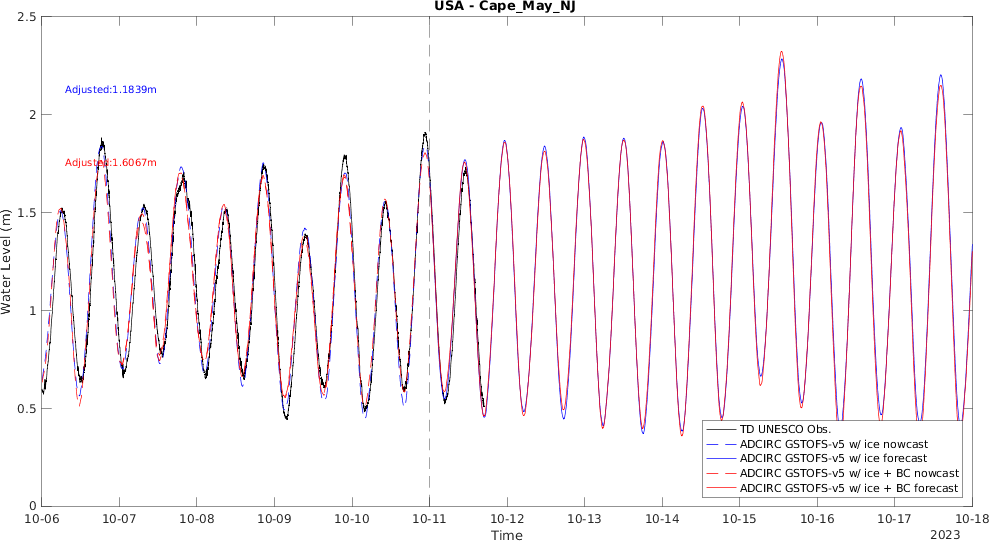 USA - Cape_May_NJ
2.5
2
1.5
1
0.5
0
Water Level (m)
Adjusted:1.1839m
Adjusted:1.6067m
TD UNESCO Obs.
ADCIRC GSTOFS-v5 w/ ice nowcast
ADCIRC GSTOFS-v5 w/ ice forecast
ADCIRC GSTOFS-v5 w/ ice + BC nowcast
ADCIRC GSTOFS-v5 w/ ice + BC forecast
10-06 10-07 10-08 10-09 10-10 10-11 10-12 10-13 10-14 10-15 10-16 10-17 10-18
Time
2023